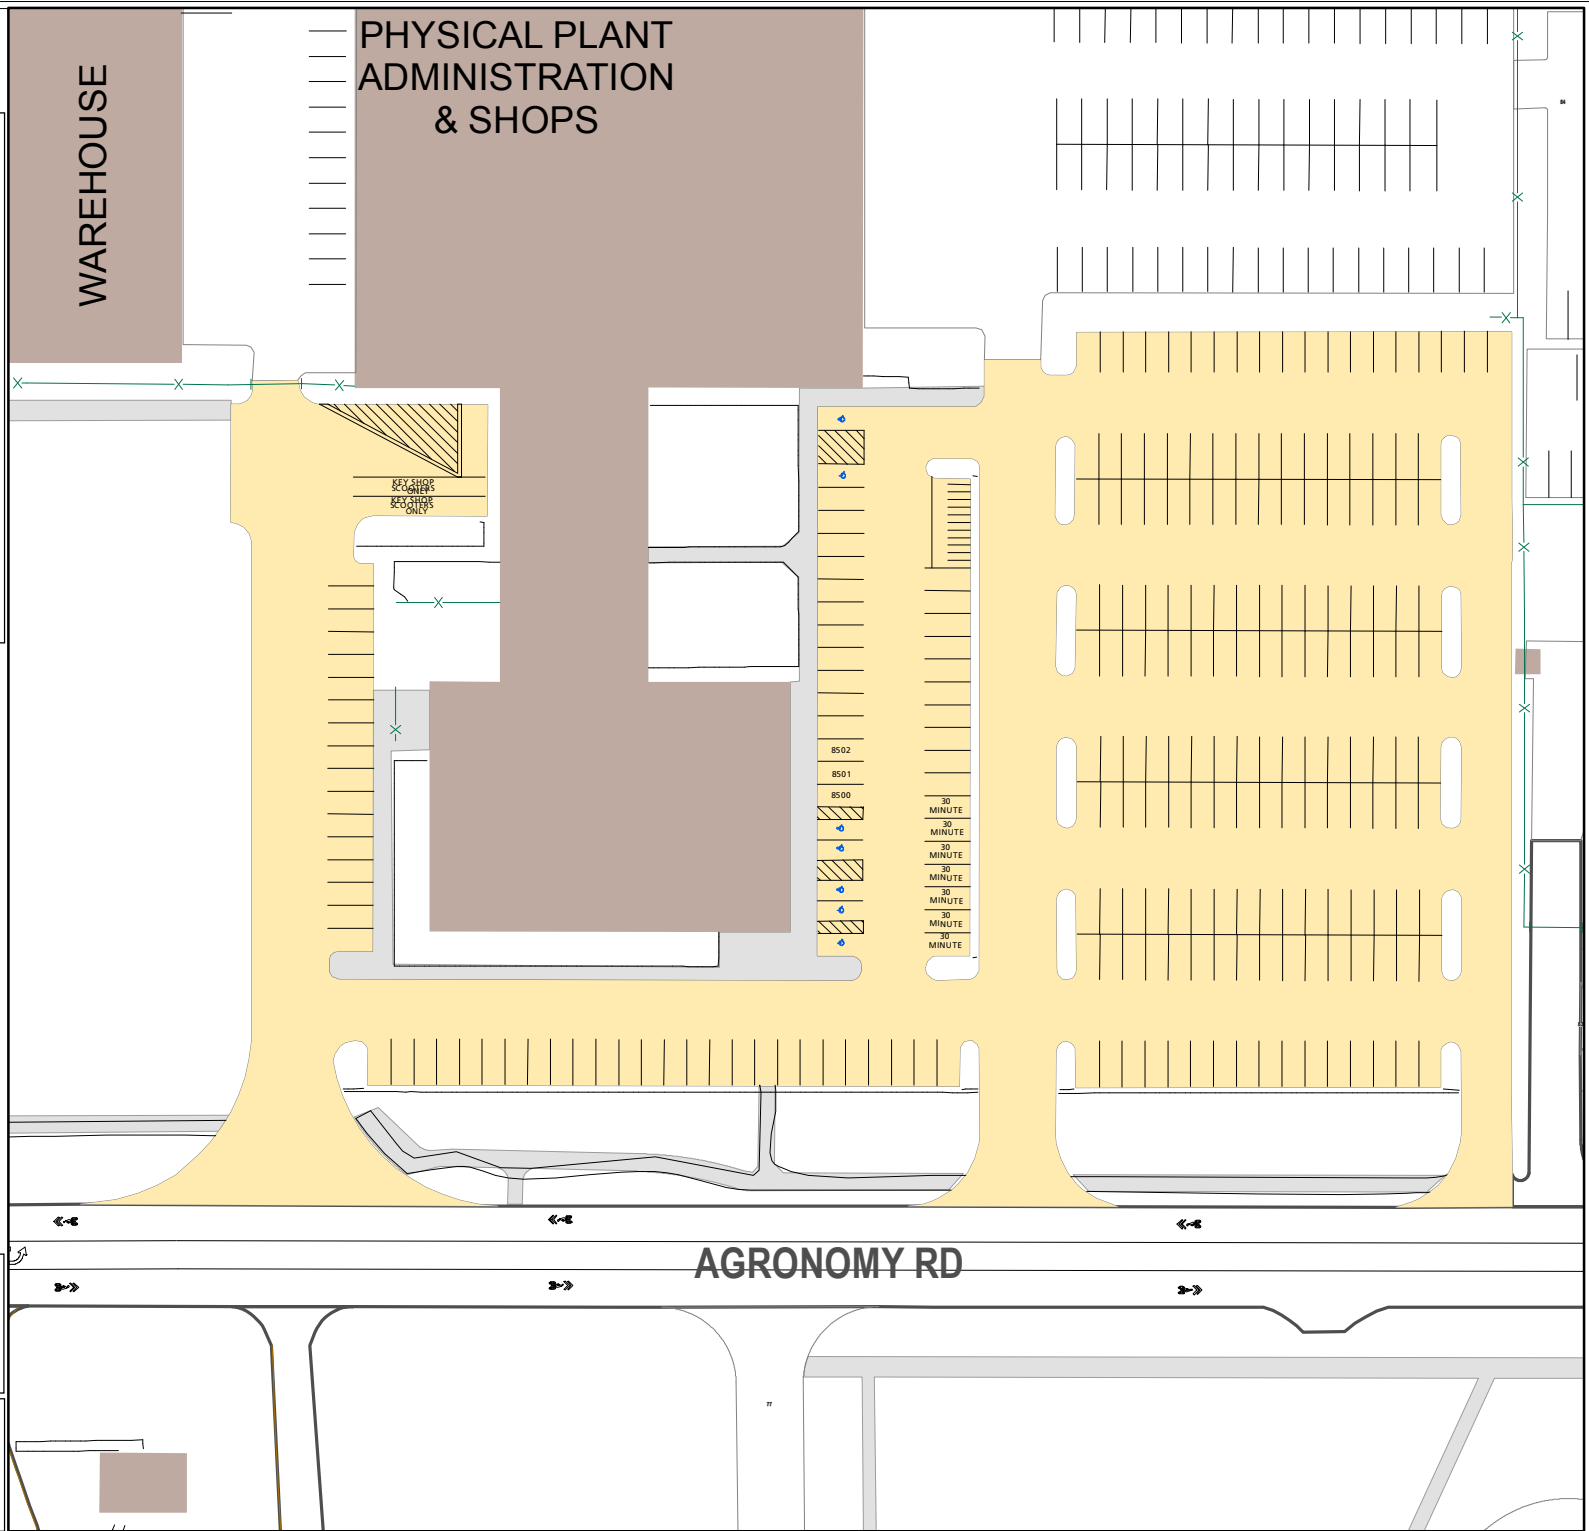 WAREHOUSE
PHYSICAL PLANT
ADMINISTRATION
& SHOPS
KEY SHOP
SCOOTERS
ONLY
KEY SHOP
SCOOTERS
ONLY
8502
8501
8500
30
MINUTE
30
MINUTE
30
MINUTE
30
MINUTE
30
MINUTE
30
MINUTE
30
MINUTE
AGRONOMY RD